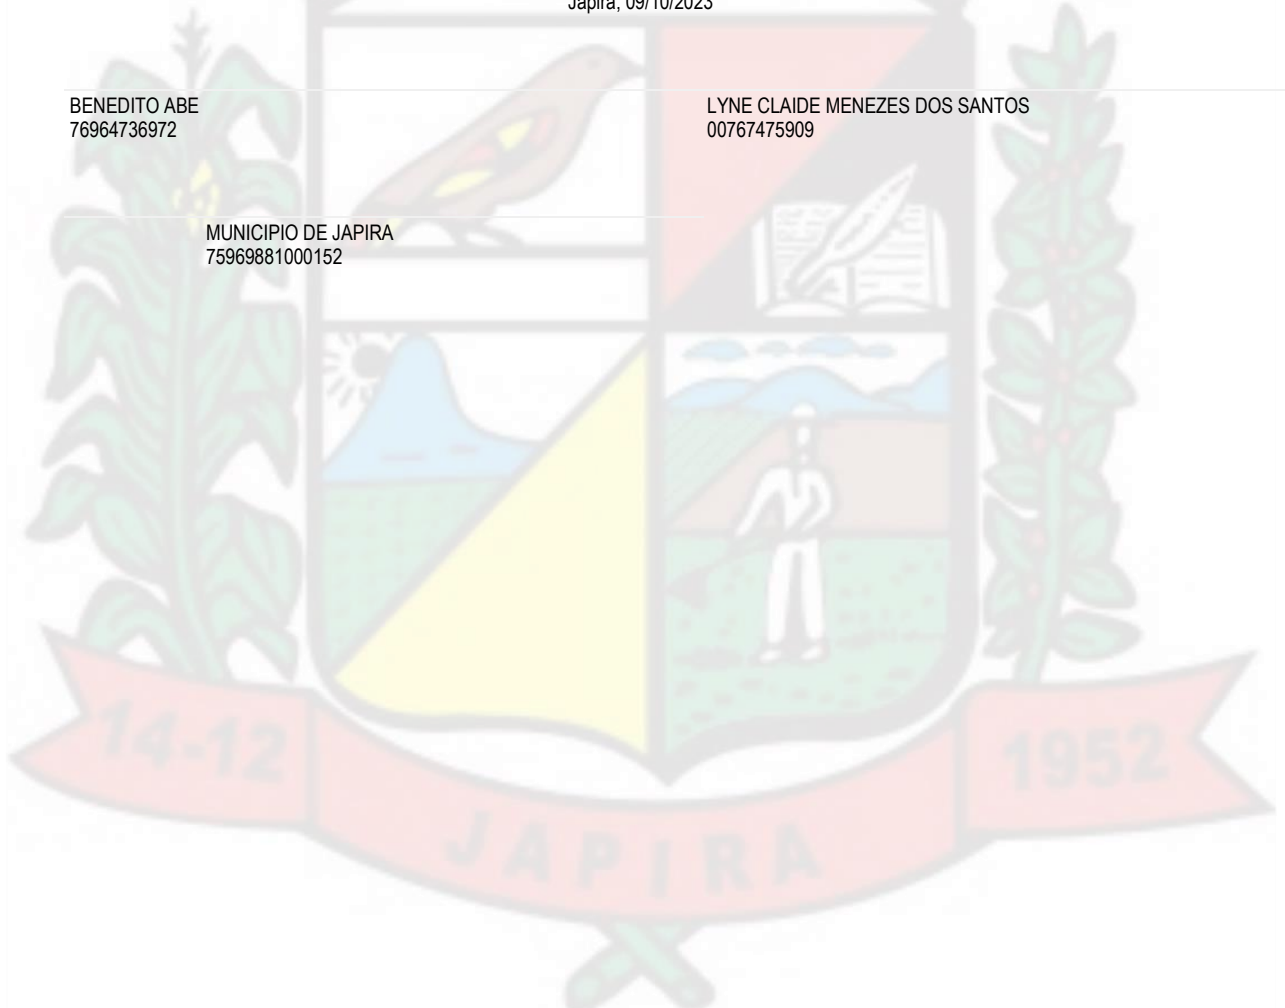 Japira, 09/10/2023
BENEDITO ABE
76964736972
LYNE CLAIDE MENEZES DOS SANTOS
00767475909
MUNICIPIO DE JAPIRA
75969881000152
14-12
1952
JAPIRA